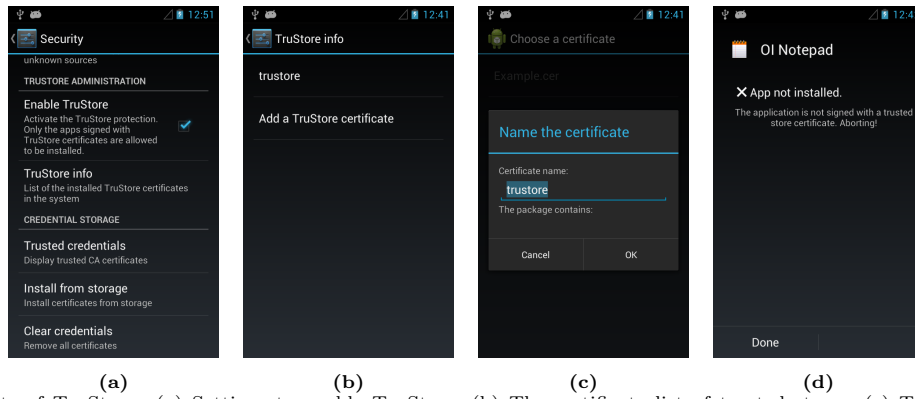 12:51
Security
unknown sources
TRUSTORE ADMINISTRATION
Enable TruStore
Activate the TruStore protection.
Only the apps signed with
TruStore certificates are allowed
to be installed.
TruStore info
List of the installed TruStore certificates
in the system
CREDENTIAL STORAGE
Trusted credentials
Display trusted CA certificates
Install from storage
Install certificates from storage
Clear credentials
Remove all certificates
(a)
12:41
TruStore info
trustore
Add a TruStore certificate
(b)
12:41
Choose a certificate
Example.cer
Name the certificate
Certificate name:
trustore
The package contains:
Cancel
OK
(c)
12:4
OI Notepad
App not installed.
The application is not signed with a trusted
store certificate. Aborting!
Done
(d)